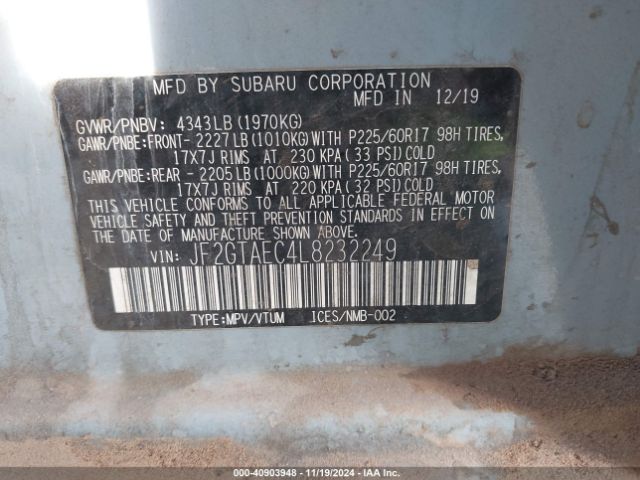 MFD BY SUBARU CORPORATION
MFD IN 12/19
GVWR/PNBV: 4343LB (1970KG)
GAWR/PNBE:FRONT- 2227LB(1010KG)WITH P225/60R17 98H TIRES,
17X7J RIMS AT 230 KPA( 33 PSI)COLD
GAWR/PNBE:REAR - 2205LB(1000KG)WITH P225/60R17 98H TIRES,
17X7J RIMS AT 220 KPA( 32 PSI)COLD
THIS VEHICLE CONFORMS TO ALL APPLICABLE FEDERAL MOTOR
VEHICLE SAFETY AND THEFT PREVENTION STANDARDS IN EFFECT ON
THE DATE OF MANUFACTURE SHOWN ABOVE.
VIN: JF2GTAEC4L8232249
TYPE:MPV/VTUM ICES/NMB-002
000-40903948 - 11/19/2024 - IAA Inc.